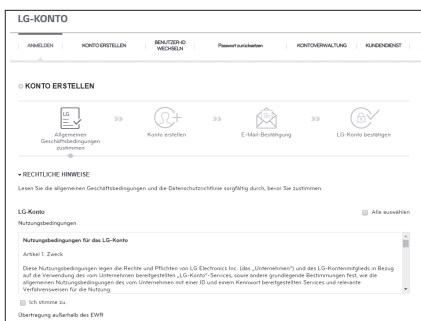 LG-KONTO
ANMELDEN
KONTO ERSTELLEN
BENUTZER-ID
WECHSELN
Passwort zurücksetzen
KONTOVERWALTUNG
KUNDENDIENST
KONTO ERSTELLEN
LG
Allgemeinen
Geschäftsbedingungen
zustimmen
Konto erstellen
E-Mail-Bestätigung
LG-Konto bestätigen
RECHTLICHE HINWEISE
Lesen Sie die allgemeinen Geschäftsbedingungen und die Datenschutzrichtlinie sorgfältig durch, bevor Sie zustimmen.
LG-Konto
Alle auswählen
Nutzungsbedingungen
Nutzungsbedingungen für das LG-Konto
Artikel 1. Zweck
Diese Nutzungsbedingungen legen die Rechte und Pflichten von LG Electronics Inc. (das „Unternehmen“) und des LG-Kontenmitglieds in Bezug
auf die Verwendung des vom Unternehmen bereitgestellten „LG-Konto“-Services, sowie andere grundlegende Bestimmungen fest, wie die
allgemeinen Nutzungsbedingungen des vom Unternehmen mit einer ID und einem Kennwort bereitgestellten Services und relevante
Verfahrensweisen für die Nutzung.
Ich stimme zu.
Übertragung außerhalb des EWR